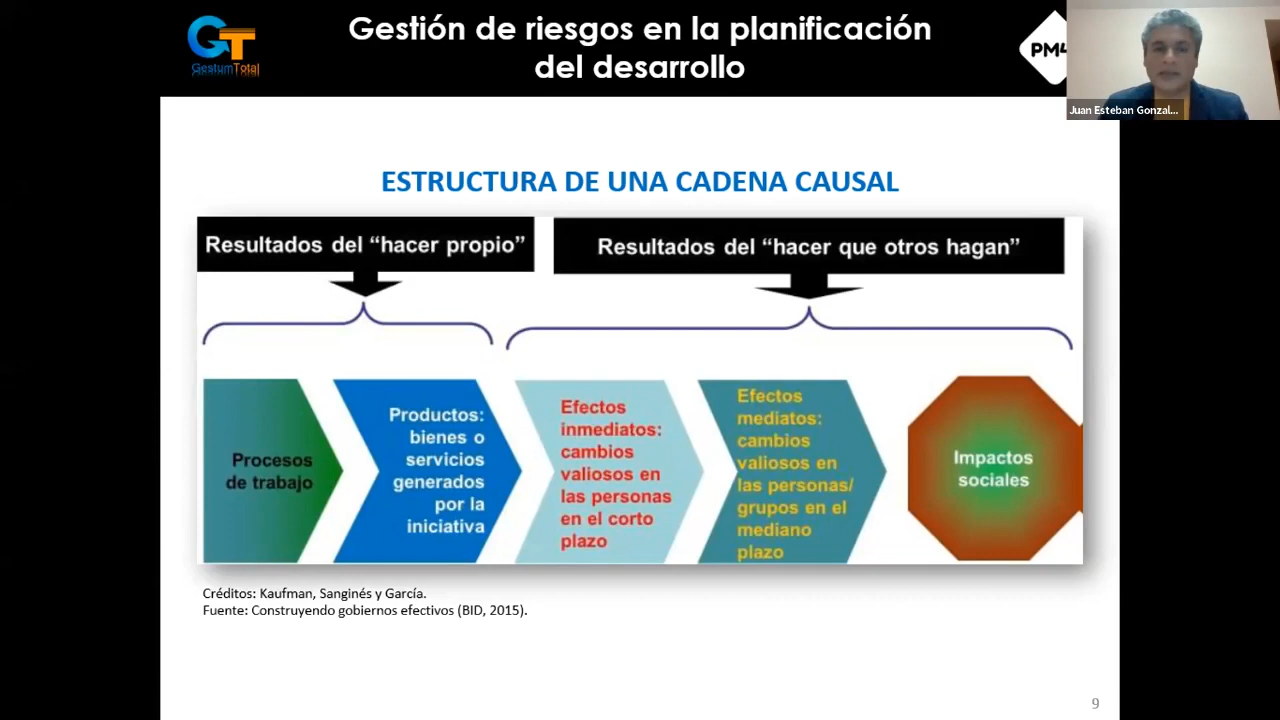 Gestión de riesgos en la planificación
del desarrollo
GT
GestumTotal
PM4
Juan Esteban Gonzal...
ESTRUCTURA DE UNA CADENA CAUSAL
Resultados del “hacer propio”
Resultados del “hacer que otros hagan”
Procesos
de trabajo
Productos:
bienes o
servicios
generados
por la
iniciativa
Efectos
inmediatos:
cambios
valiosos en
las personas
en el corto
plazo
Efectos
mediatos:
cambios
valiosos en
las personas/
grupos en el
mediano
plazo
Impactos
sociales
Créditos: Kaufman, Sanginés y García.
Fuente: Construyendo gobiernos efectivos (BID, 2015).
9